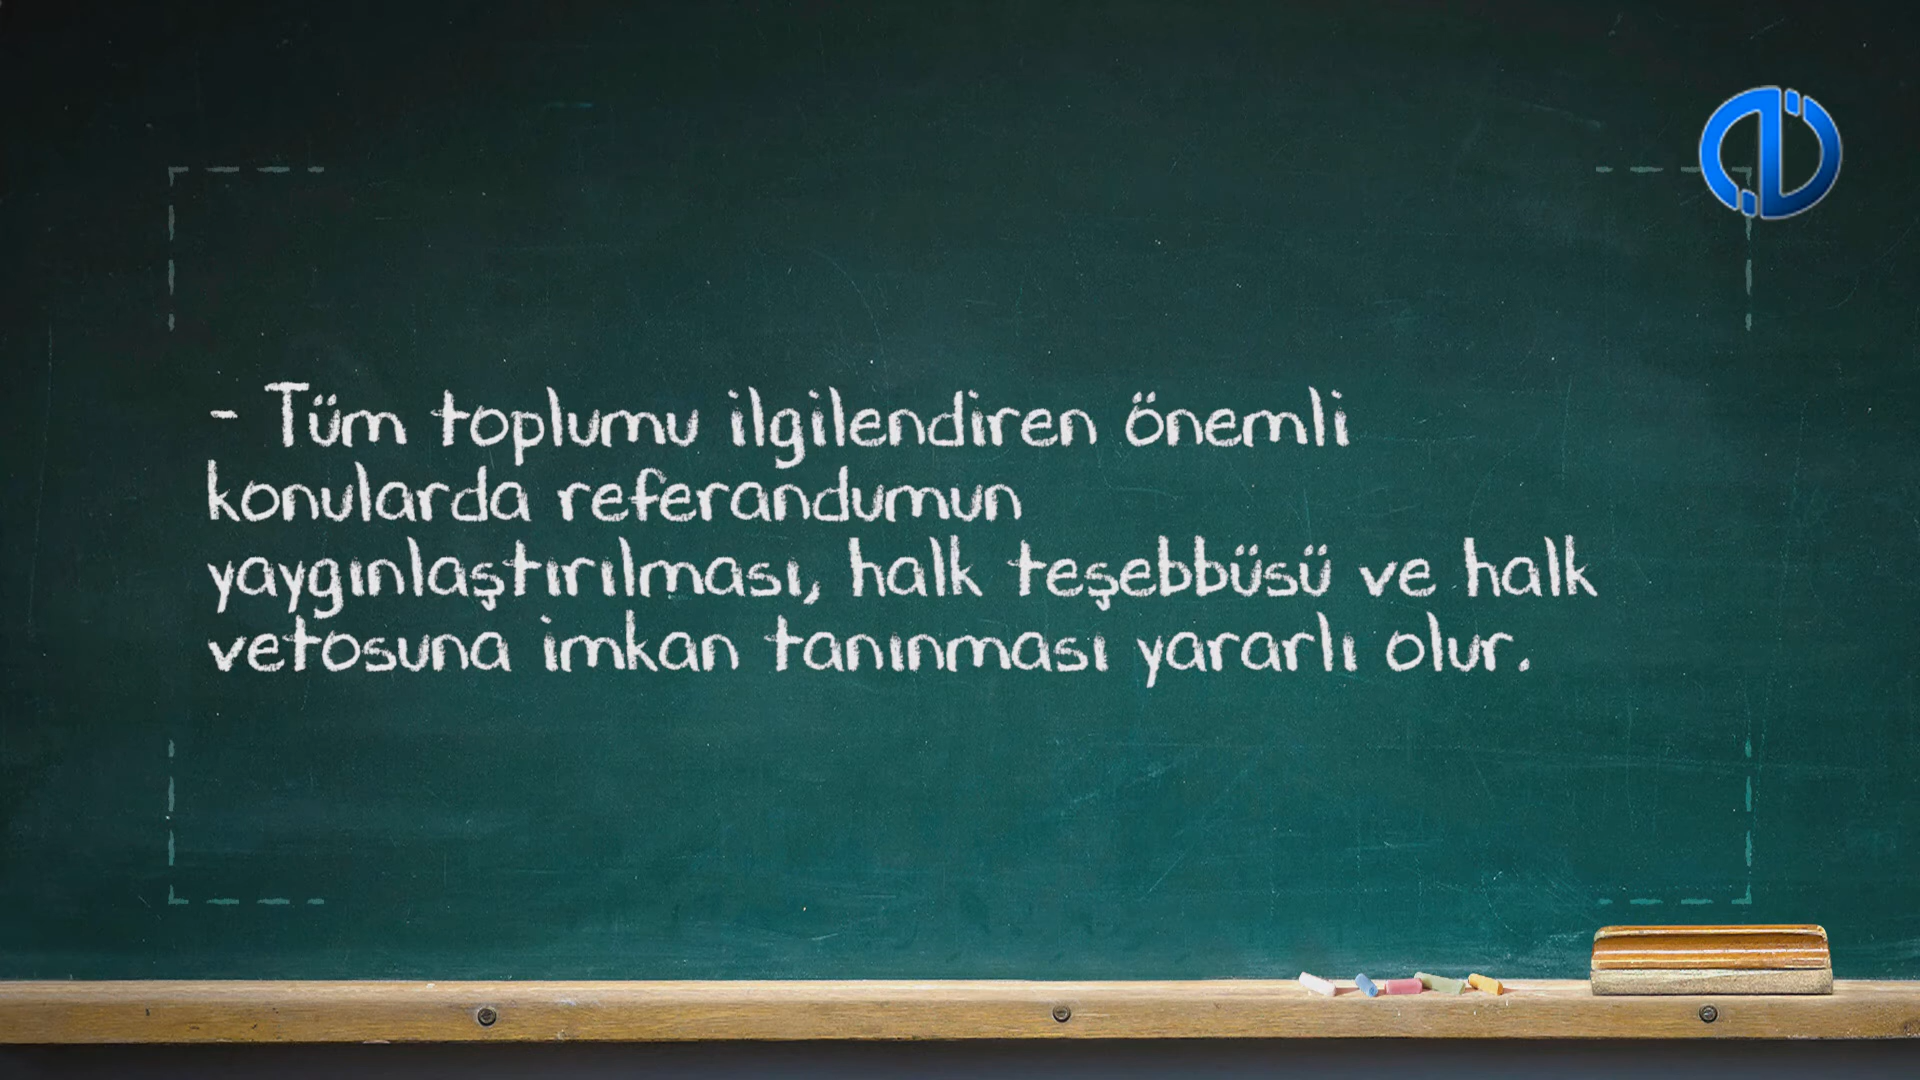 - Tüm toplumu ilgilendiren önemli
konularda referandumun
yaygınlaştırılması, halk teşebbüsü ve halk
vetosuna imkan tanınması yararlı olur.